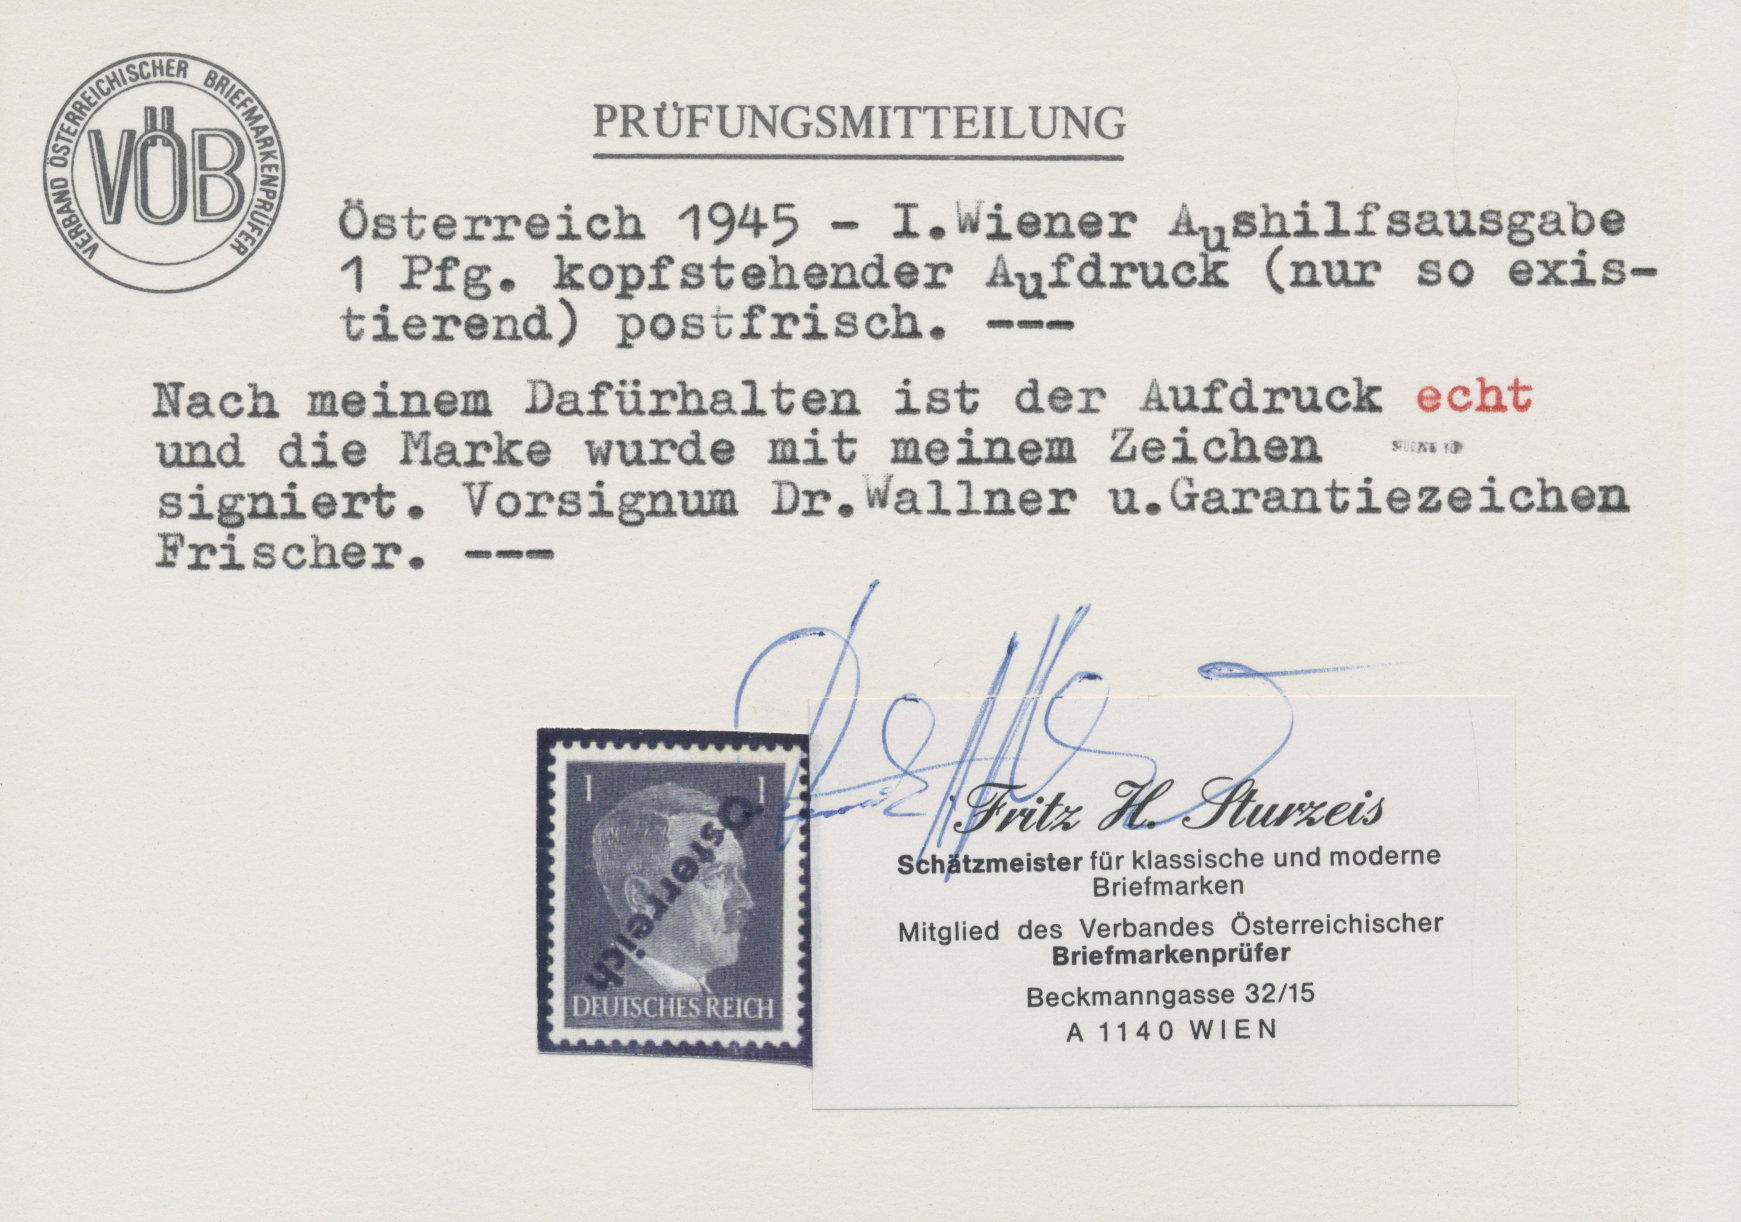 VERBAND ÖSTERREICHISCHER BRIEFMARKENPRÜFER
VÖB
PRÜFUNGSMITTEILUNG
Österreich 1945 - I.Wiener Aushilfsausgabe
1 Pfg. kopfstehender Aufdruck (nur so exis-
tierend) postfrisch. ---
Nach meinem Dafürhalten ist der Aufdruck echt
und die Marke wurde mit meinem Zeichen
signiert. Vorsignum Dr.Wallner u.Garantiezeichen
Frischer. ---
1 1
Österreich
DEUTSCHES REICH
Fritz H. Sturzeis
Schätzmeister für klassische und moderne
Briefmarken
Mitglied des Verbandes Österreichischer
Briefmarkenprüfer
Beckmanngasse 32/15
A 1140 WIEN